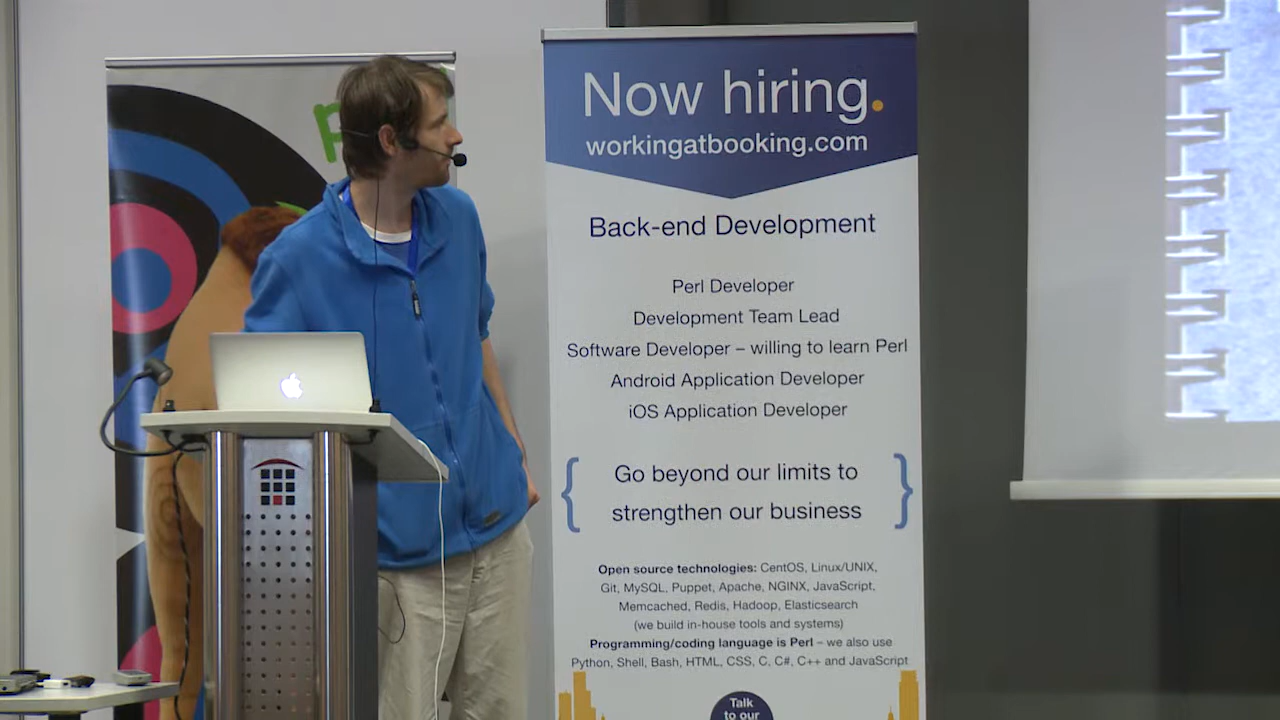 Now hiring.
workingatbooking.com
Back-end Development
Perl Developer
Development Team Lead
Software Developer – willing to learn Perl
Android Application Developer
iOS Application Developer
{ Go beyond our limits to }
strengthen our business
Open source technologies: CentOS, Linux/UNIX,
Git, MySQL, Puppet, Apache, NGINX, JavaScript,
Memcached, Redis, Hadoop, Elasticsearch
(we build in-house tools and systems)
Programming/coding language is Perl – we also use
Python, Shell, Bash, HTML, CSS, C, C#, C++ and JavaScript
Talk
to our